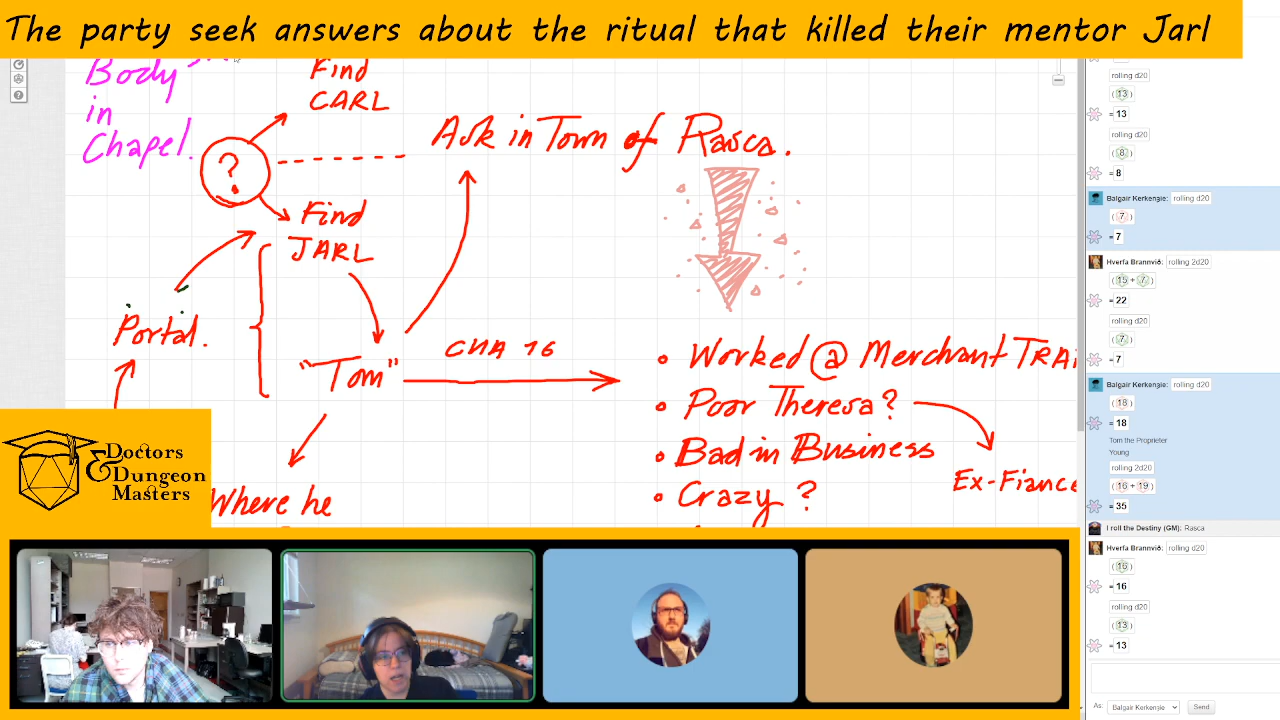 The party seek answers about the ritual that killed their mentor Jarl
Body
in
Chapel.
Find
CARL
?
Ask in Town of Rasca.
Find
JARL
Portal.
"Tom"
CHA 16
• Worked @ Merchant TRAI
• Poor Theresa?
• Bad in Business
• Crazy ?
Ex-Fiance
Where he
Doctors
&
Dungeon
Masters
rolling d20
(13)
= 13
rolling d20
(8)
= 8
Balgair Kerkengie: rolling d20
(7)
= 7
Hverfa Brannvið: rolling 2d20
(15 + 7)
= 22
rolling d20
(7)
= 7
Balgair Kerkengie: rolling d20
(18)
= 18
Tom the Proprieter
Young
rolling 2d20
(16 + 19)
= 35
I roll the Destiny (GM): Rasca
Hverfa Brannvið: rolling d20
(16)
= 16
rolling d20
(13)
= 13
As: Balgair Kerkengie Send